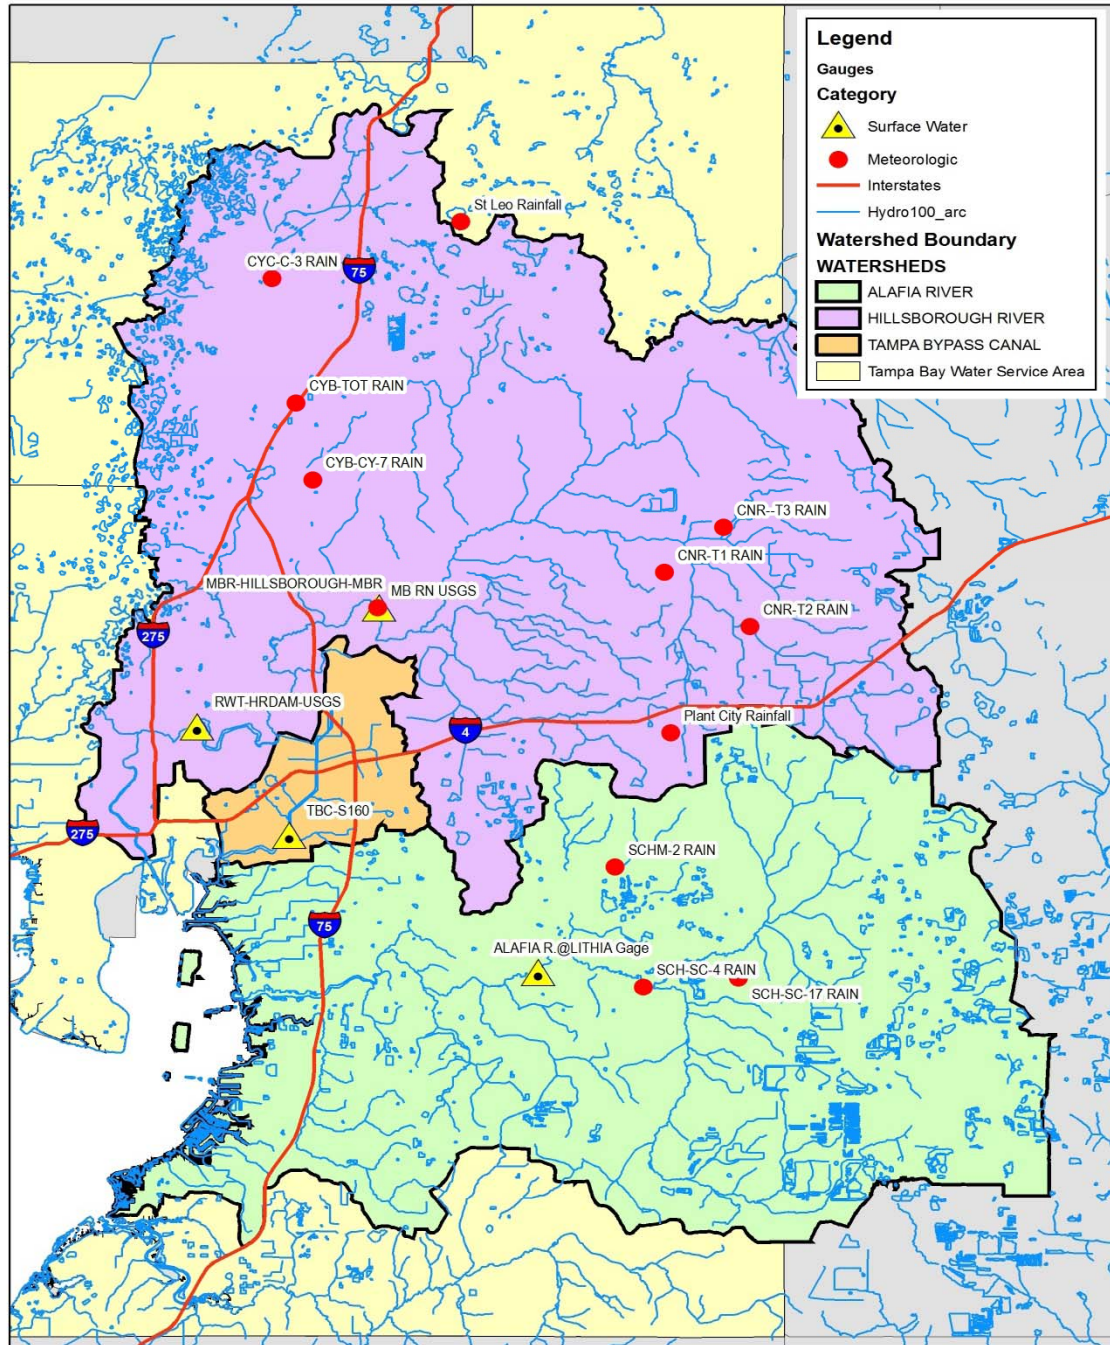 Legend
Gauges
Category
Surface Water
Meteorologic
Interstates
Hydro100_arc
Watershed Boundary
WATERSHEDS
ALAFIA RIVER
HILLSBOROUGH RIVER
TAMPA BYPASS CANAL
Tampa Bay Water Service Area
St Leo Rainfall
CYC-C-3 RAIN
75
CYB-TOT RAIN
CYB-CY-7 RAIN
CNR--T3 RAIN
CNR-T1 RAIN
MBR-HILLSBOROUGH-MBR
MB RN USGS
CNR-T2 RAIN
275
RWT-HRDAM-USGS
Plant City Rainfall
4
TBC-S160
275
SCHM-2 RAIN
75
ALAFIA R.@LITHIA Gage
SCH-SC-4 RAIN
SCH-SC-17 RAIN